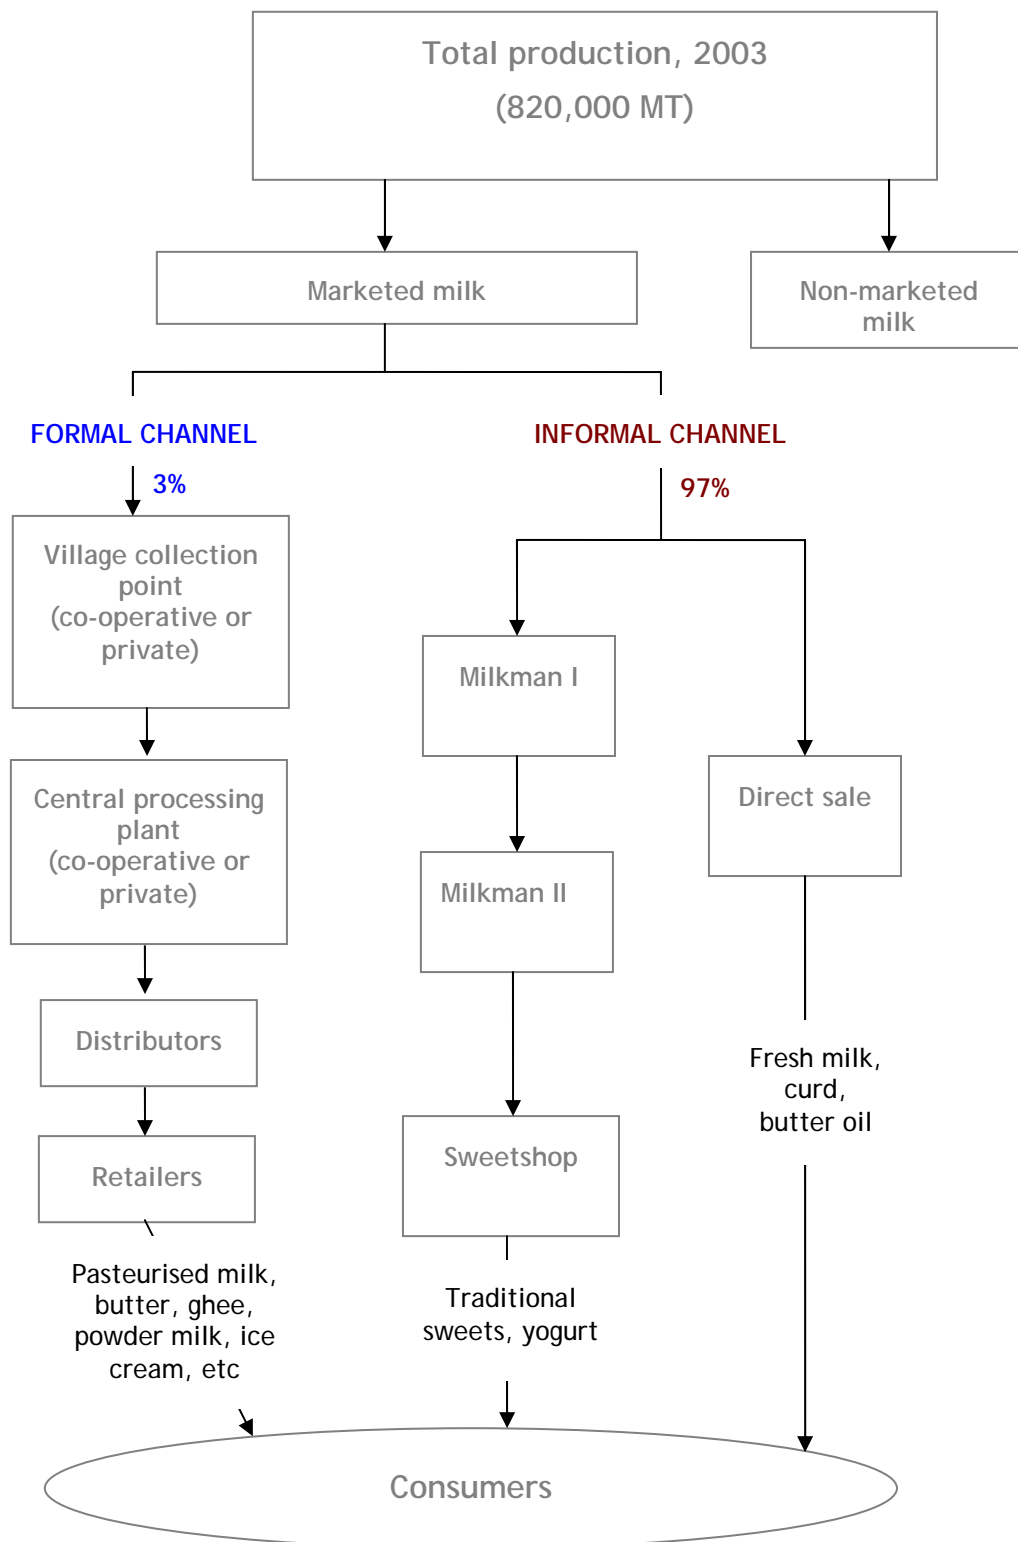 Total production, 2003
(820,000 MT)
Marketed milk
Non-marketed
milk
FORMAL CHANNEL
INFORMAL CHANNEL
3%
97%
Village collection
point
(co-operative or
private)
Milkman I
Central processing
plant
(co-operative or
private)
Direct sale
Milkman II
Distributors
Fresh milk,
curd,
butter oil
Retailers
Sweetshop
Pasteurised milk,
butter, ghee,
powder milk, ice
cream, etc
Traditional
sweets, yogurt
Consumers